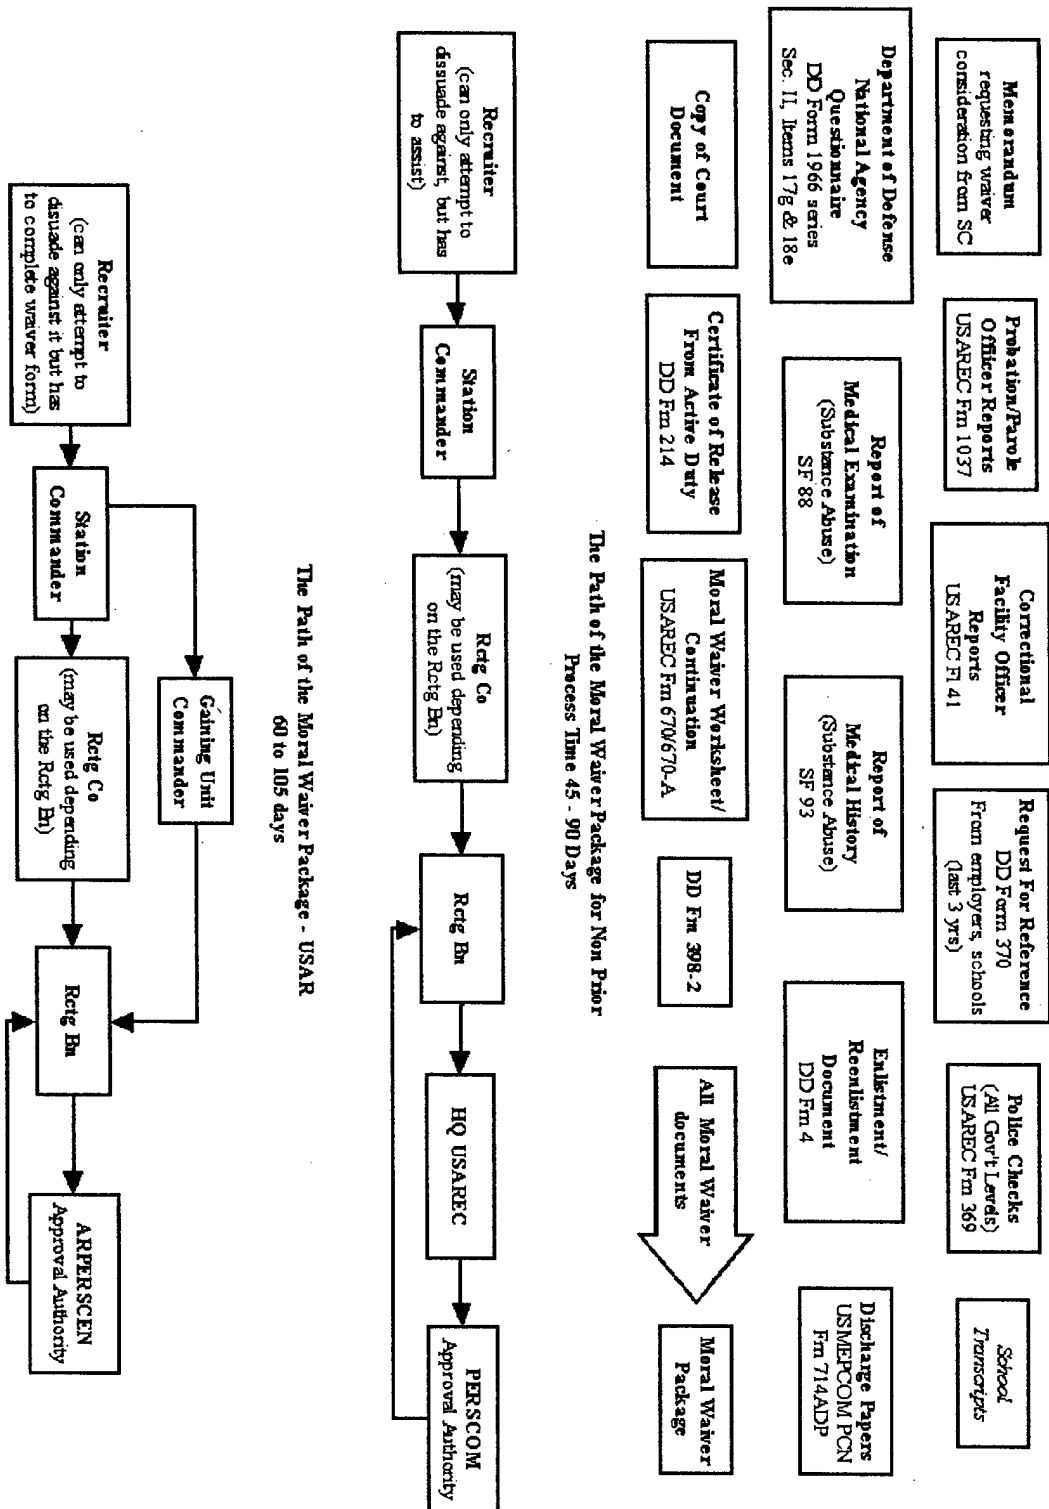 Memorandum
requesting waiver
consideration from SC
Probation/Parole
Officer Reports
USAREC Fm 1037
Correctional
Facility Officer
Reports
USAREC Fl 41
Request For Reference
DD Form 370
From employers, schools
(last 3 yrs)
Police Checks
(All Gov't Levels)
USAREC Fm 369
School
Transcripts
Department of Defense
National Agency
Questionnaire
DD Form 1966 series
Sec. II, Items 17g & 18e
Report of
Medical Examination
(Substance Abuse)
SF 88
Report of
Medical History
(Substance Abuse)
SF 93
Enlistment/
Reenlistment
Document
DD Fm 4
Discharge Papers
USMEPCOM PCN
Fm 714ADP
Copy of Court
Document
Certificate of Release
From Active Duty
DD Fm 214
Moral Waiver Worksheet/
Continuation
USAREC Fm 670/670-A
DD Fm 398-2
All Moral Waiver
documents
Moral Waiver
Package
The Path of the Moral Waiver Package for Non Prior
Process Time 45 - 90 Days
Recruiter
(can only attempt to
dissuade against, but has
to assist)
Station
Commander
Rctg Co
(may be used depending
on the Rctg Bn)
Rctg Bn
HQ USAREC
PERSCOM
Approval Authority
The Path of the Moral Waiver Package - USAR
60 to 105 days
Recruiter
(can only attempt to
disuade against it but has
to complete waiver form)
Station
Commander
Gaining Unit
Commander
Rctg Co
(may be used depending
on the Rctg Bn)
Rctg Bn
ARPERSCEN
Approval Authority